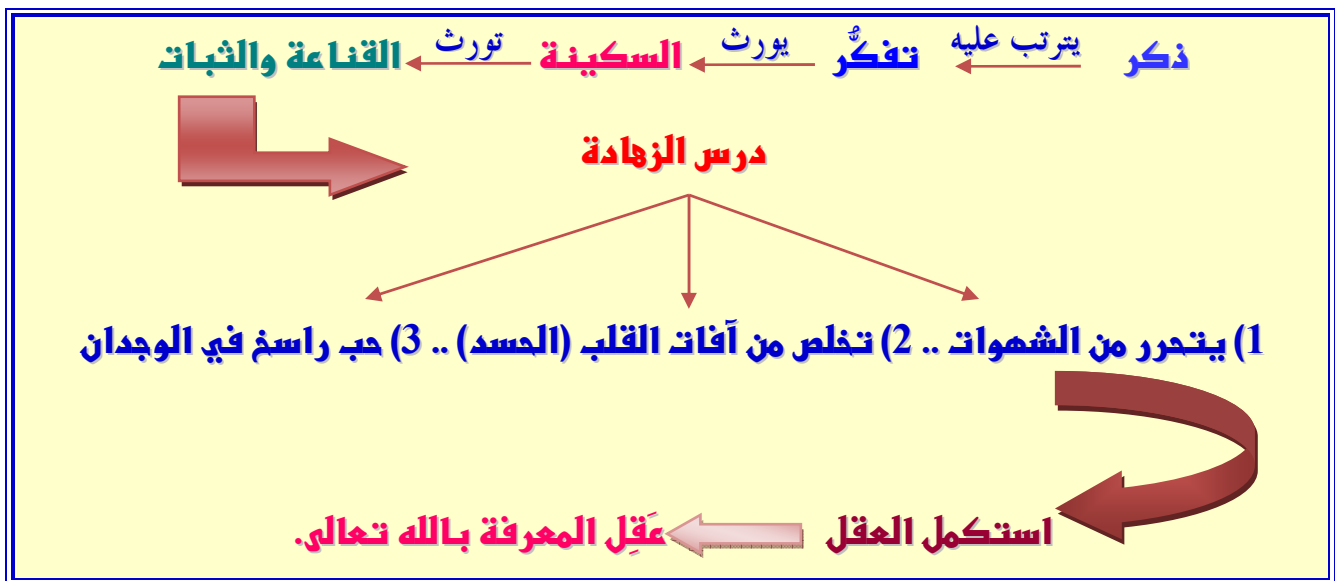 ذكر يترتب عليه تفكُّر يورث السكينة تورث القناعة والثبات
درس الزهادة
1) يتحرر من الشهوات .. 2) تخلص من آفات القلب (الحسد) .. 3) حب راسخ في الوجدان
استكمل العقل عَقِل المعرفة بالله تعالى.